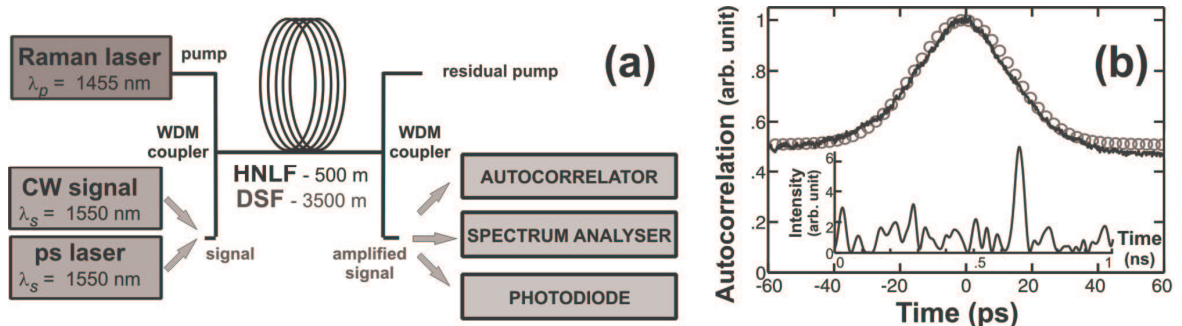 Raman laser
λp = 1455 nm
pump
residual pump
(a)
WDM
coupler
WDM
coupler
HNLF - 500 m
DSF - 3500 m
CW signal
λs = 1550 nm
ps laser
λs = 1550 nm
signal
amplified
signal
AUTOCORRELATOR
SPECTRUM ANALYSER
PHOTODIODE
(b)
Autocorrelation (arb. unit)
1
.8
.6
.4
.2
0
-60 -40 -20 0 20 40 60
Time (ps)
Intensity
(arb. unit)
6
4
2
0
0 .5 1
Time
(ns)